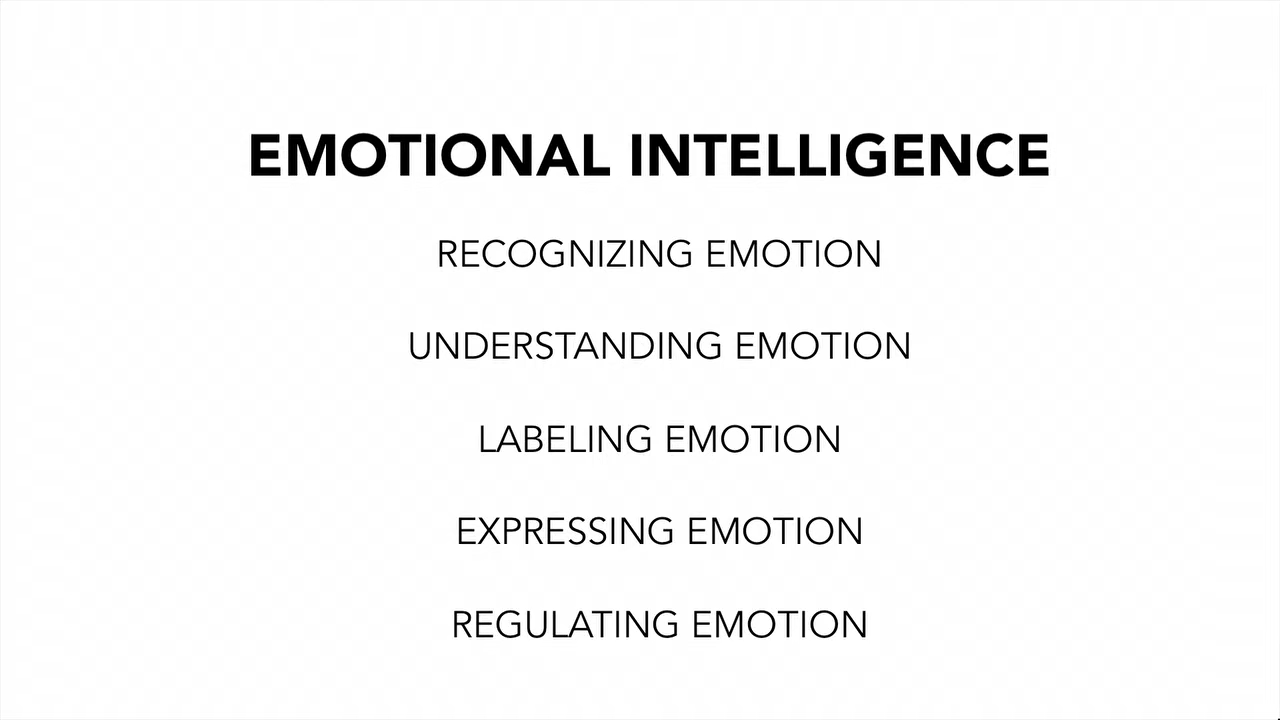 EMOTIONAL INTELLIGENCE
RECOGNIZING EMOTION
UNDERSTANDING EMOTION
LABELING EMOTION
EXPRESSING EMOTION
REGULATING EMOTION